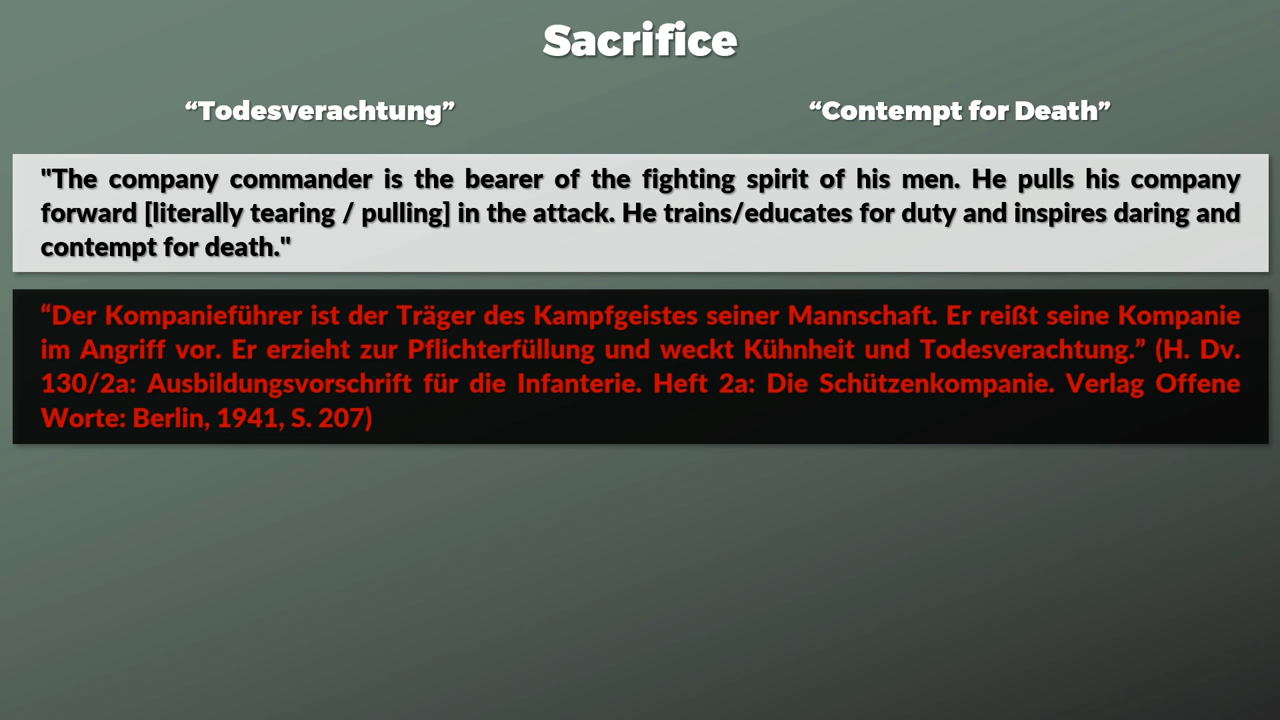 Sacrifice
“Todesverachtung”
“Contempt for Death”
"The company commander is the bearer of the fighting spirit of his men. He pulls his company
forward [literally tearing / pulling] in the attack. He trains/educates for duty and inspires daring and
contempt for death."
“Der Kompanieführer ist der Träger des Kampfgeistes seiner Mannschaft. Er reißt seine Kompanie
im Angriff vor. Er erzieht zur Pflichterfüllung und weckt Kühnheit und Todesverachtung.” (H. Dv.
130/2a: Ausbildungsvorschrift für die Infanterie. Heft 2a: Die Schützenkompanie. Verlag Offene
Worte: Berlin, 1941, S. 207)